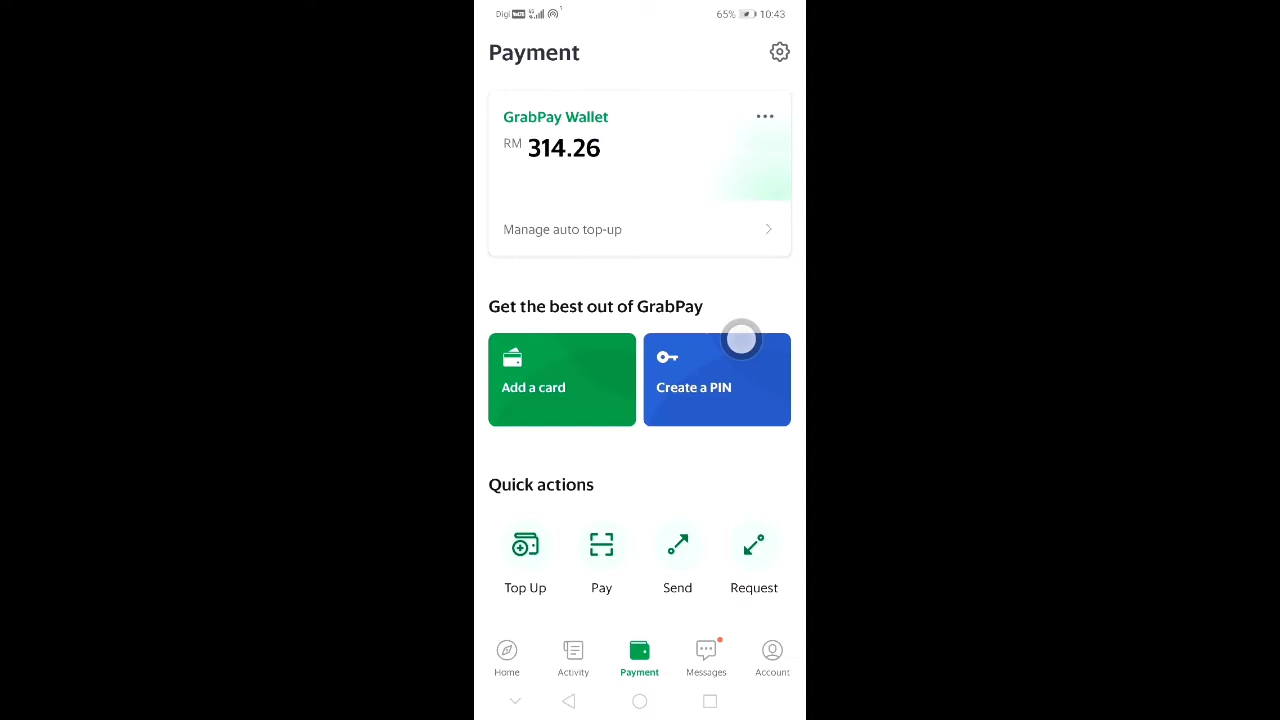 Digi
1
65% 10:43
Payment
GrabPay Wallet
RM 314.26
Manage auto top-up
Get the best out of GrabPay
Add a card
Create a PIN
Quick actions
Top Up
Pay
Send
Request
Home
Activity
Payment
Messages
Account